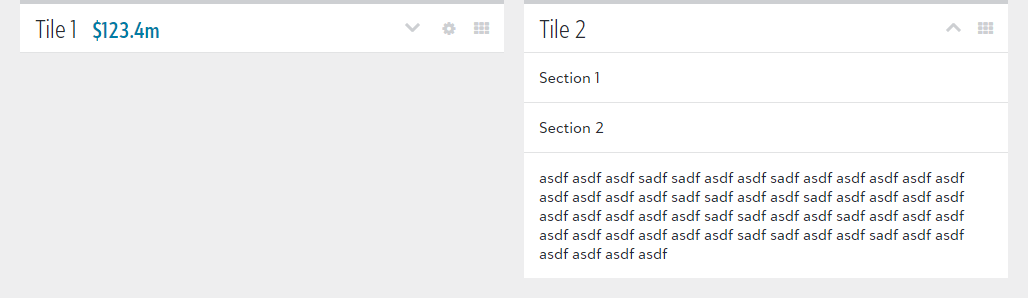 Tile 1 $123.4m
Tile 2
Section 1
Section 2
asdf asdf asdf sadf sadf asdf asdf sadf asdf asdf asdf asdf asdf
asdf asdf asdf asdf sadf sadf asdf asdf sadf asdf asdf asdf asdf
asdf asdf asdf asdf asdf sadf sadf asdf asdf sadf asdf asdf asdf
asdf asdf asdf asdf asdf asdf sadf sadf asdf asdf sadf asdf asdf
asdf asdf asdf asdf